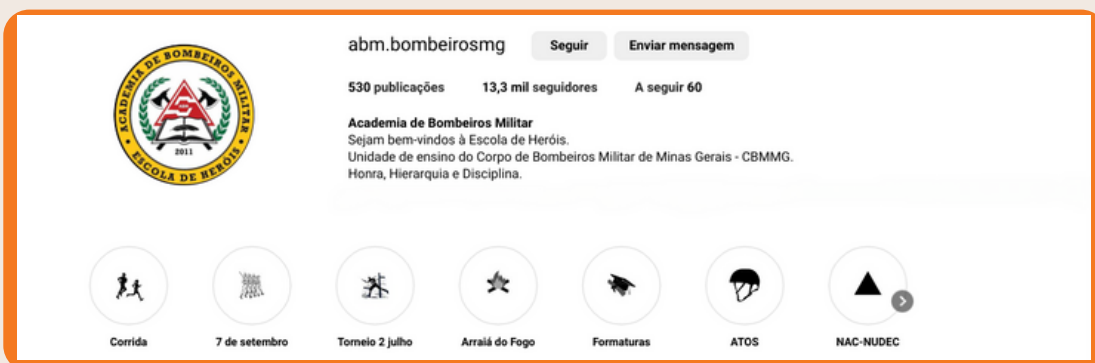 ACADEMIA DE BOMBEIROS MILITAR
2011
ESCOLA DE HERÓIS
abm.bombeirosmg Seguir Enviar mensagem
530 publicações 13,3 mil seguidores A seguir 60
Academia de Bombeiros Militar
Sejam bem-vindos à Escola de Heróis.
Unidade de ensino do Corpo de Bombeiros Militar de Minas Gerais - CBMMG.
Honra, Hierarquia e Disciplina.
Corrida 7 de setembro Torneio 2 julho Arraiá do Fogo Formaturas ATOS NAC-NUDEC